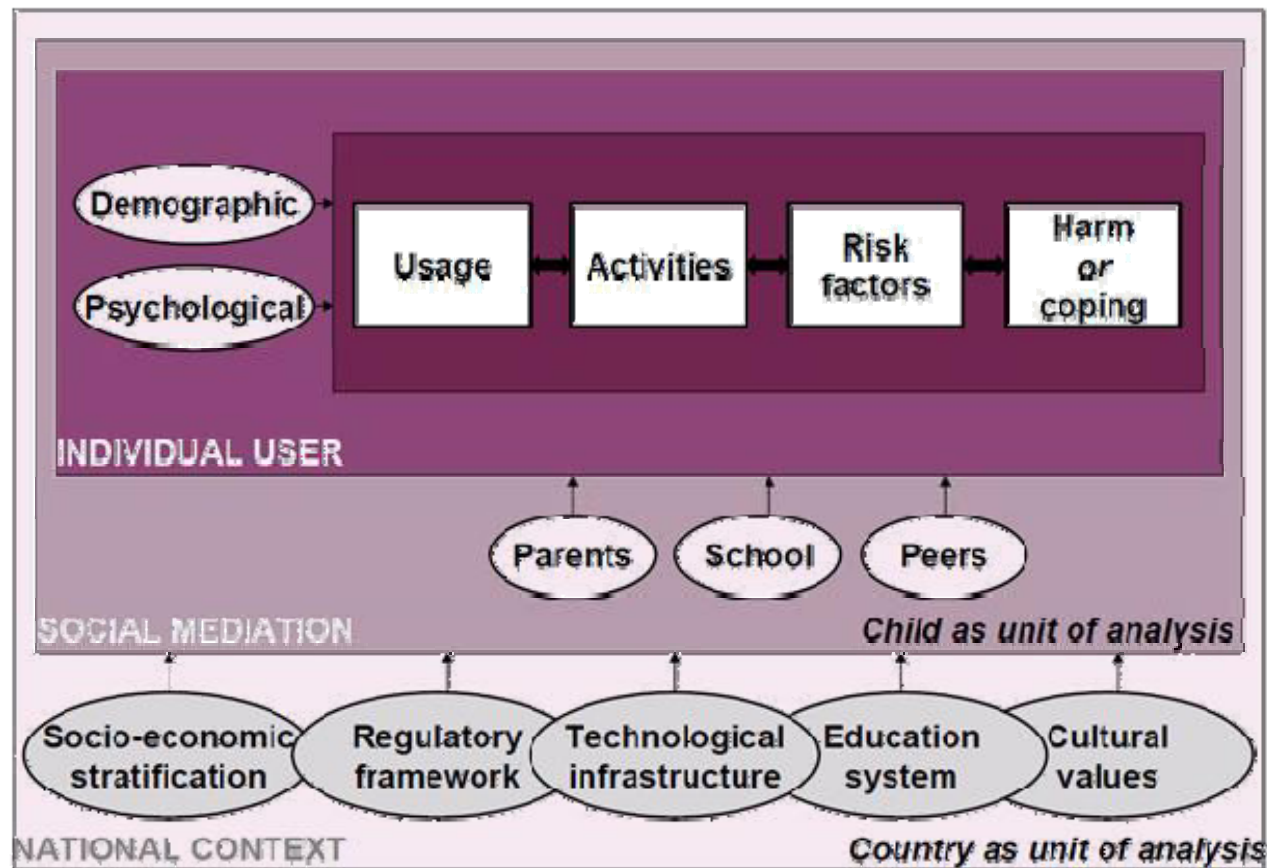 Demographic
Psychological
Usage
Activities
Risk
factors
Harm
or
coping
INDIVIDUAL USER
Parents
School
Peers
SOCIAL MEDIATION
Child as unit of analysis
Socio-economic
stratification
Regulatory
framework
Technological
infrastructure
Education
system
Cultural
values
NATIONAL CONTEXT
Country as unit of analysis